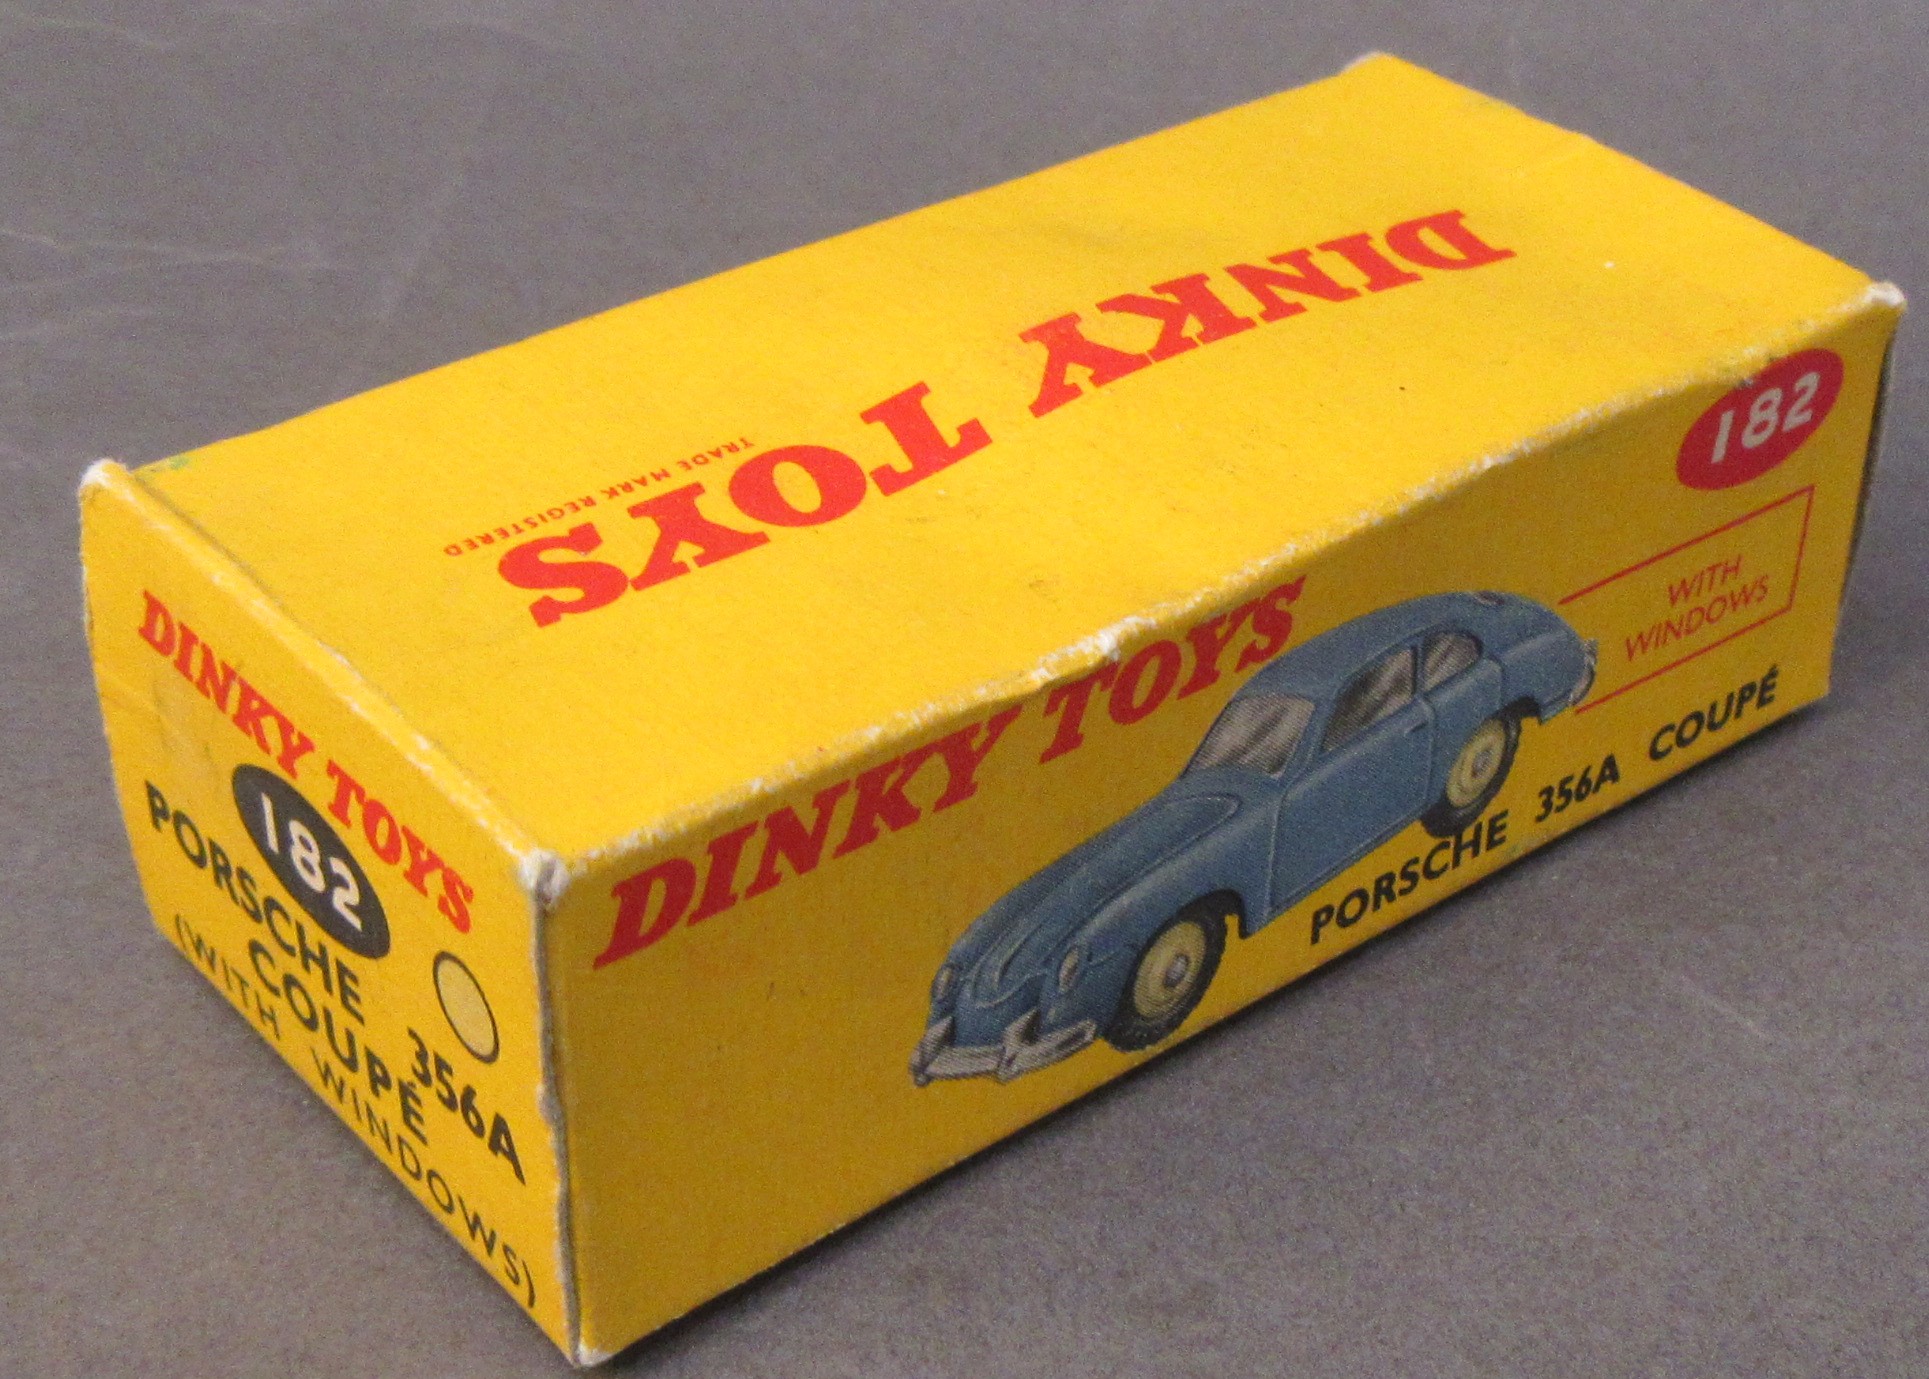 DINKY TOYS
TRADE MARK REGISTERED
DINKY TOYS
182
WITH
WINDOWS
PORSCHE 356A COUPÉ
DINKY TOYS
182
PORSCHE 356A
COUPÉ
(WITH WINDOWS)